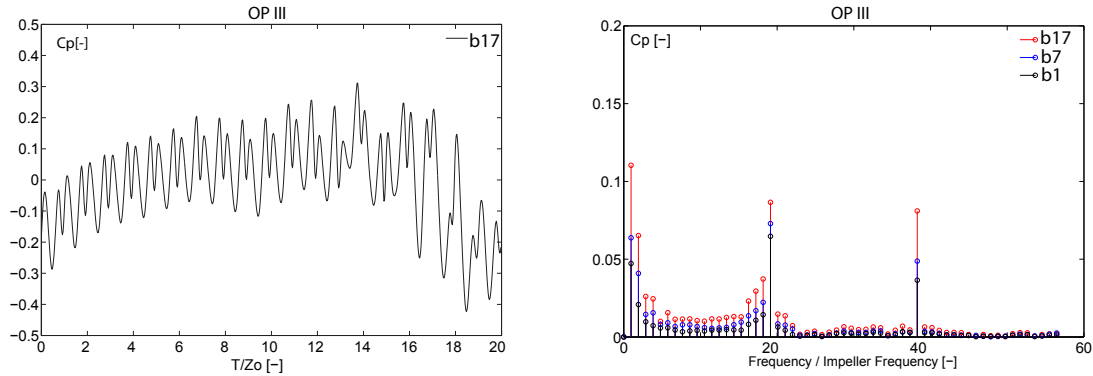 OP III
Cp[-]
b17
0.5
0.4
0.3
0.2
0.1
0
−0.1
−0.2
−0.3
−0.4
−0.5
0 2 4 6 8 10 12 14 16 18 20
T/Zo [−]
OP III
Cp [−]
b17
b7
b1
0.2
0.15
0.1
0.05
0
0 20 40 60
Frequency / Impeller Frequency [−]